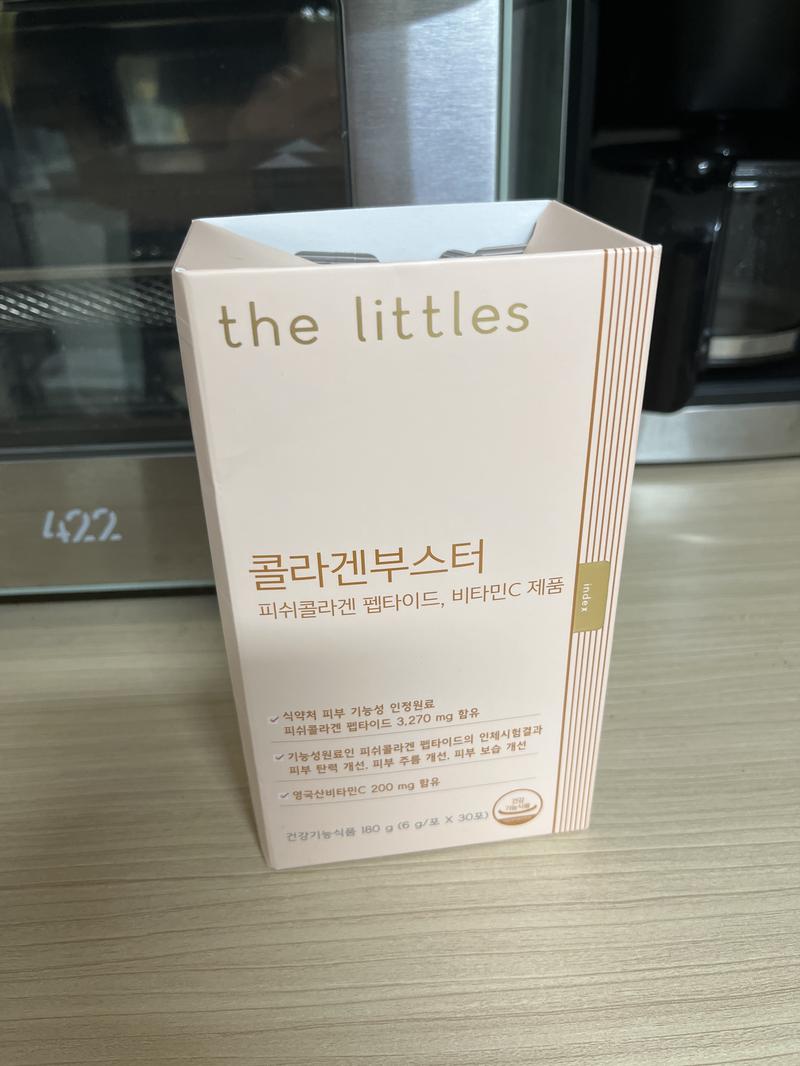 the littles
콜라겐부스터
피쉬콜라겐 펩타이드, 비타민C 제품
index
식약처 피부 기능성 인정원료
피쉬콜라겐 펩타이드 3,270 mg 함유
기능성원료인 피쉬콜라겐 펩타이드의 인체시험결과
피부 탄력 개선, 피부 주름 개선, 피부 보습 개선
영국산비타민C 200 mg 함유
건강기능식품 180 g (6 g/포 X 30포)
건강
기능식품
422